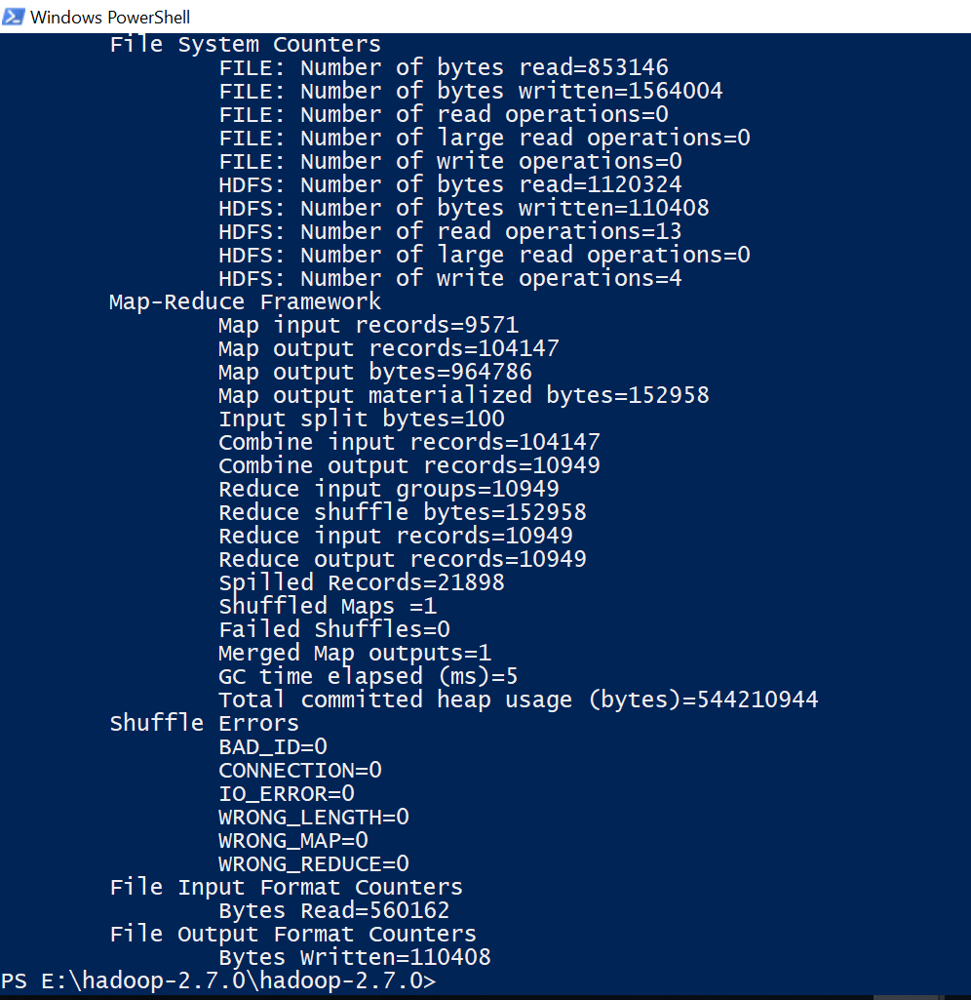 Windows PowerShell
File System Counters
FILE: Number of bytes read=853146
FILE: Number of bytes written=1564004
FILE: Number of read operations=0
FILE: Number of large read operations=0
FILE: Number of write operations=0
HDFS: Number of bytes read=1120324
HDFS: Number of bytes written=110408
HDFS: Number of read operations=13
HDFS: Number of large read operations=0
HDFS: Number of write operations=4
Map-Reduce Framework
Map input records=9571
Map output records=104147
Map output bytes=964786
Map output materialized bytes=152958
Input split bytes=100
Combine input records=104147
Combine output records=10949
Reduce input groups=10949
Reduce shuffle bytes=152958
Reduce input records=10949
Reduce output records=10949
Spilled Records=21898
Shuffled Maps =1
Failed Shuffles=0
Merged Map outputs=1
GC time elapsed (ms)=5
Total committed heap usage (bytes)=544210944
Shuffle Errors
BAD_ID=0
CONNECTION=0
IO_ERROR=0
WRONG_LENGTH=0
WRONG_MAP=0
WRONG_REDUCE=0
File Input Format Counters
Bytes Read=560162
File Output Format Counters
Bytes Written=110408
PS E:\hadoop-2.7.0\hadoop-2.7.0>